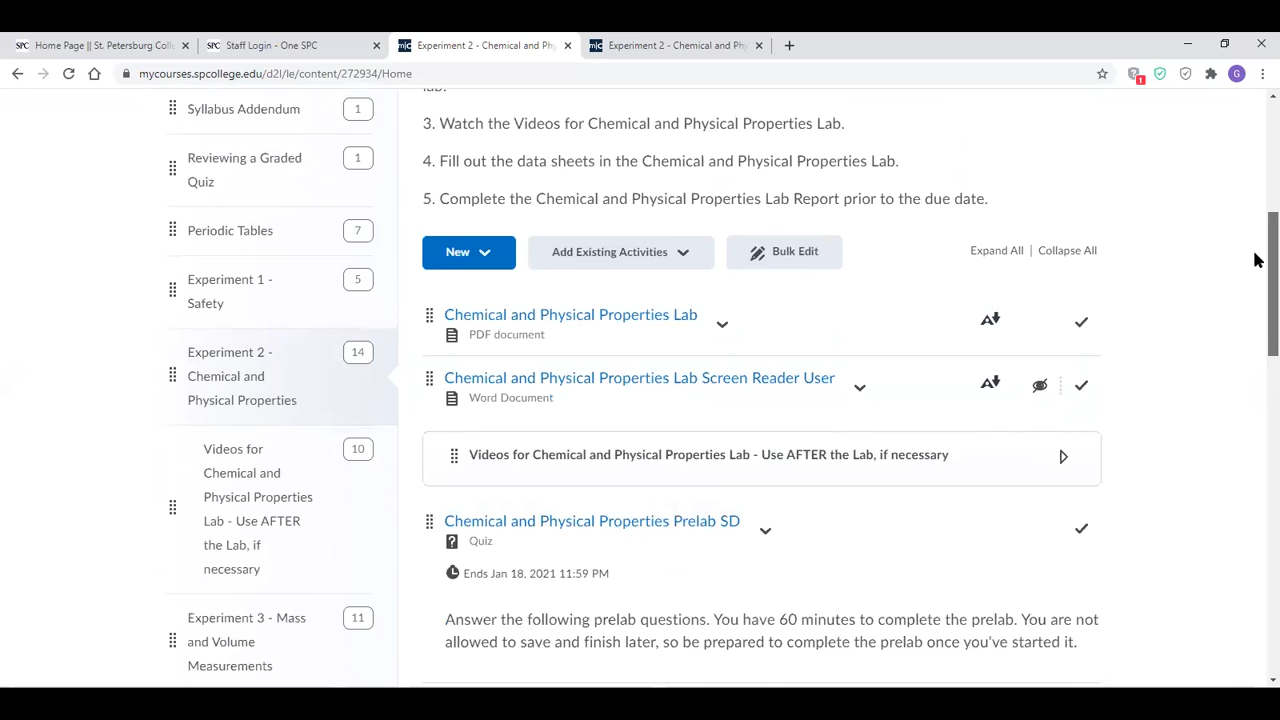 Home Page || St. Petersburg Colle
Staff Login - One SPC
Experiment 2 - Chemical and Phy
Experiment 2 - Chemical and Phy
mycourses.spcollege.edu/d2l/le/content/272934/Home
1
G
Syllabus Addendum
1
Reviewing a Graded
Quiz
1
Periodic Tables
7
Experiment 1 -
Safety
5
Experiment 2 -
Chemical and
Physical Properties
14
Videos for
Chemical and
Physical Properties
Lab - Use AFTER
the Lab, if
necessary
10
Experiment 3 - Mass
and Volume
Measurements
11
lab.
3. Watch the Videos for Chemical and Physical Properties Lab.
4. Fill out the data sheets in the Chemical and Physical Properties Lab.
5. Complete the Chemical and Physical Properties Lab Report prior to the due date.
New
Add Existing Activities
Bulk Edit
Expand All | Collapse All
Chemical and Physical Properties Lab
PDF document
Chemical and Physical Properties Lab Screen Reader User
Word Document
Videos for Chemical and Physical Properties Lab - Use AFTER the Lab, if necessary
Chemical and Physical Properties Prelab SD
Quiz
Ends Jan 18, 2021 11:59 PM
Answer the following prelab questions. You have 60 minutes to complete the prelab. You are not
allowed to save and finish later, so be prepared to complete the prelab once you've started it.